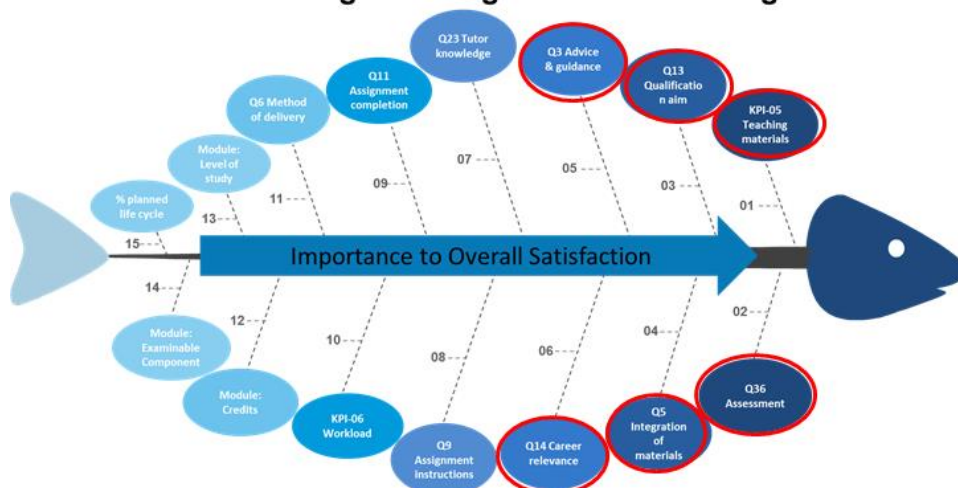 Q23 Tutor
knowledge
Q3 Advice
& guidance
Q13
Qualificatio
n aim
KPI-05
Teaching
materials
Q11
Assignment
completion
Q6 Method
of delivery
Module:
Level of
study
% planned
life cycle
15
13
11
09
07
05
03
01
Importance to Overall Satisfaction
14
12
10
08
06
04
02
Module:
Examinable
Component
Module:
Credits
KPI-06
Workload
Q9
Assignment
instructions
Q14 Career
relevance
Q5
Integration
of
materials
Q36
Assessment